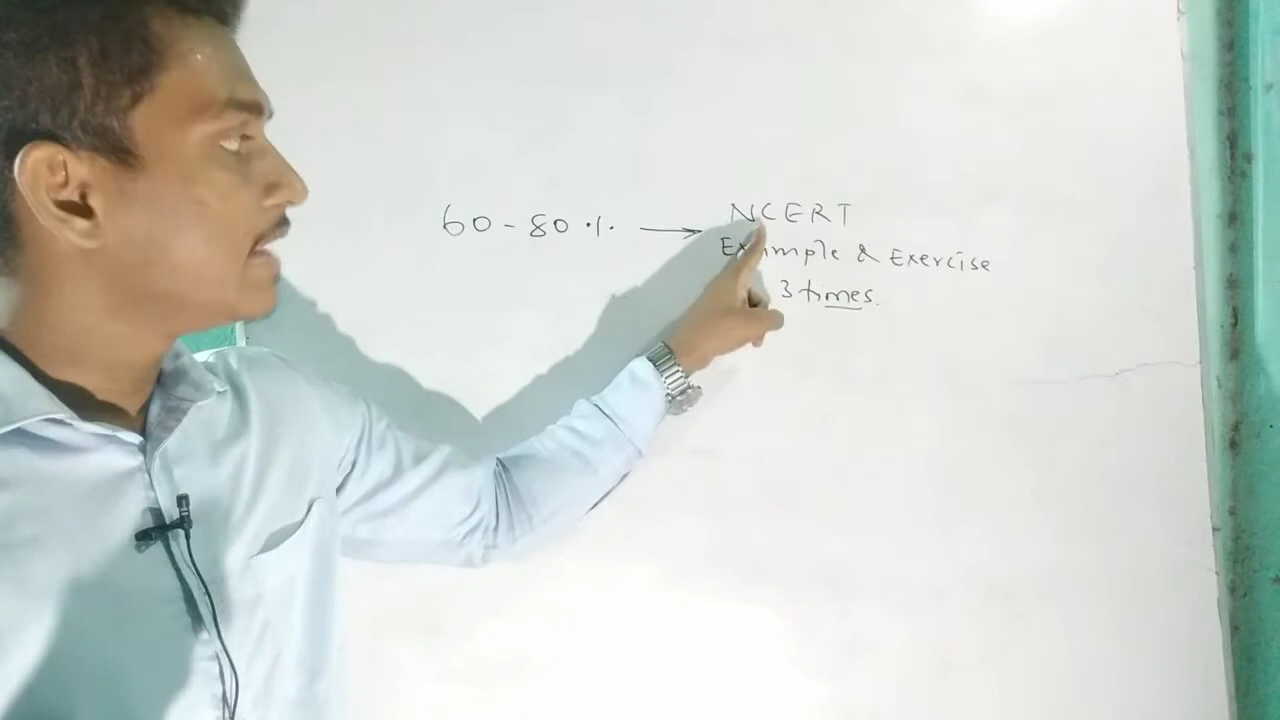 60-80% → NCERT
Example & Exercise
3 times.